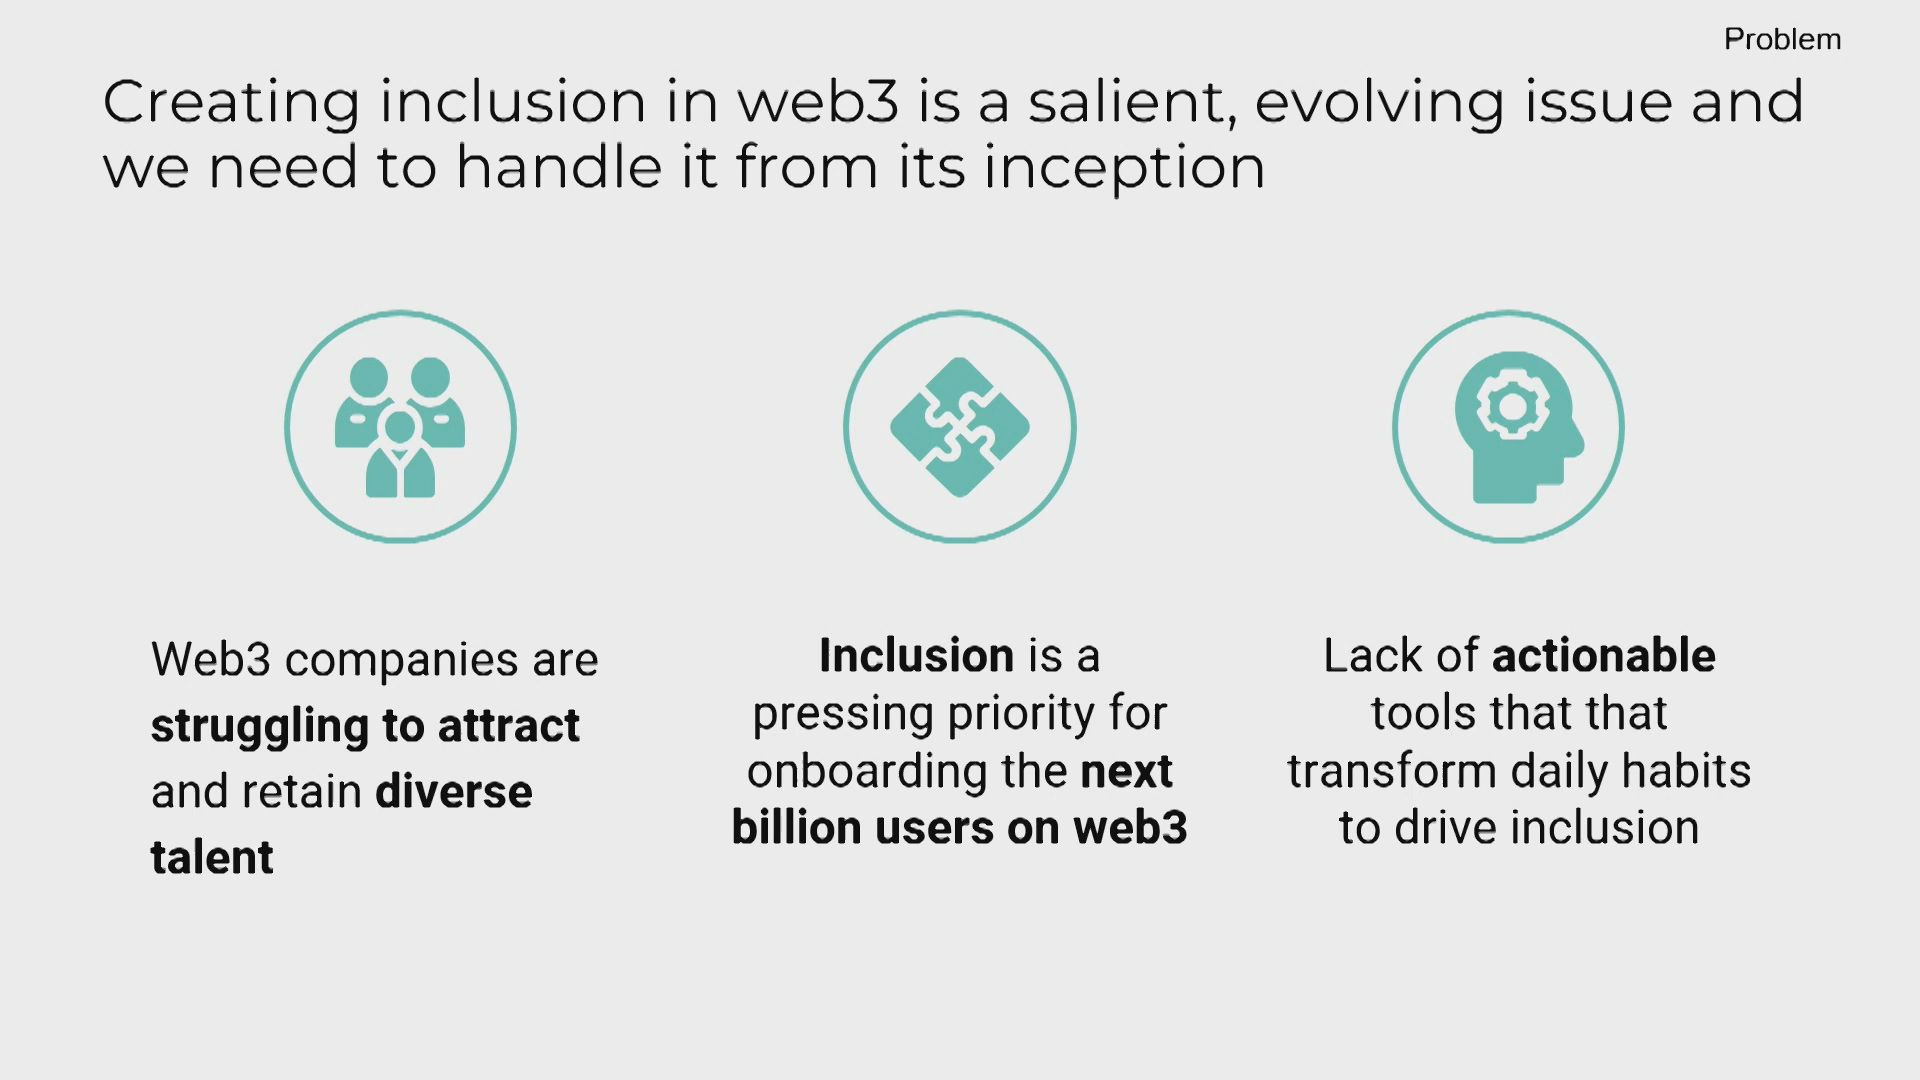 Problem
Creating inclusion in web3 is a salient, evolving issue and
we need to handle it from its inception
Web3 companies are
struggling to attract
and retain diverse
talent
Inclusion is a
pressing priority for
onboarding the next
billion users on web3
Lack of actionable
tools that that
transform daily habits
to drive inclusion